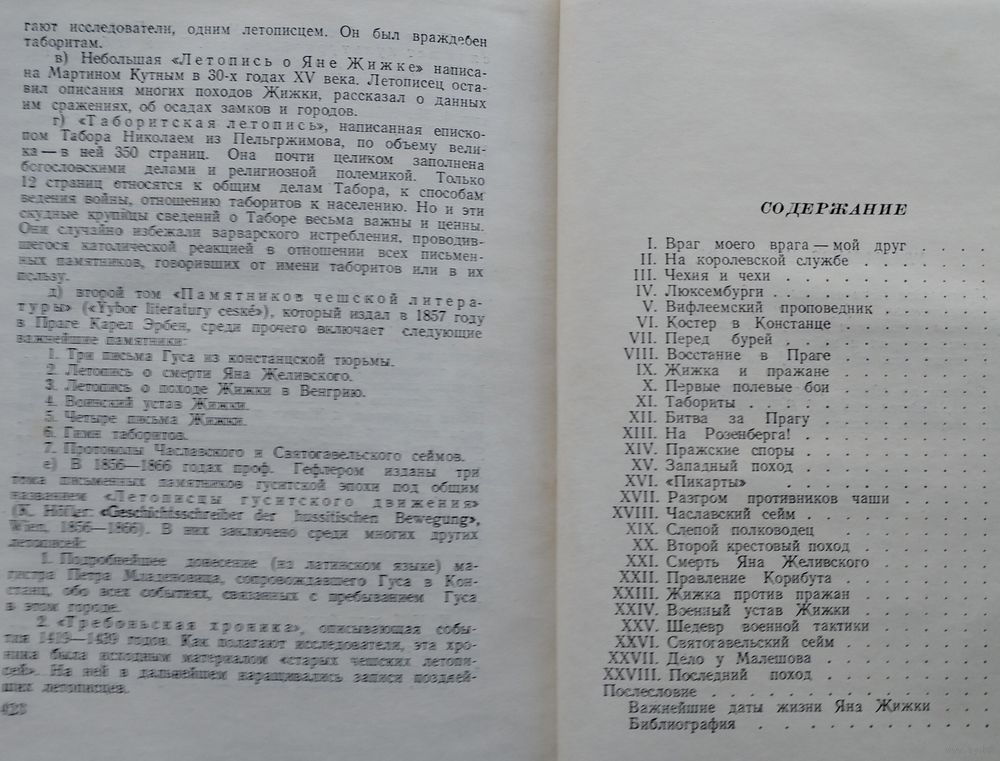 гают исследователи, одним летописцем. Он был враждебен
таборитам.
в) Небольшая «Летопись о Яне Жижке» написа-
на Мартином Кутным в 30-х годах XV века. Летописец оста-
вил описания многих походов Жижки, рассказал о данных
им сражениях, об осадах замков и городов.
г) «Таборитская летопись», написанная еписко-
пом Табора Николаем из Пельгржимова, по объему вели-
ка — в ней 350 страниц. Она почти целиком заполнена
богословскими делами и религиозной полемикой. Только
12 страниц относятся к общим делам Табора, к способам
ведения войны, отношению таборитов к населению. Но и эти
скудные крупицы сведений о Таборе весьма важны и ценны.
Они случайно избежали варварского истребления, проводив-
шегося католической реакцией в отношении всех письмен-
ных памятников, говоривших от имени таборитов или в их
пользу.
д) второй том «Памятников чешской литера-
туры» («Vybor literatury české»), который издал в 1857 году
в Праге Карел Эрбен, среди прочего включает следующие
важнейшие памятники:
1. Три письма Гуса из констанцской тюрьмы.
2. Летопись о смерти Яна Желивского.
3. Летопись о походе Жижки в Венгрию.
4. Воинский устав Жижки.
5. Четыре письма Жижки.
6. Гимн таборитов.
7. Протоколы Чаславского и Святогавельского сеймов.
е) В 1856—1866 годах проф. Гефлером изданы три
тома письменных памятников гуситской эпохи под общим
названием «Летописцы гуситского движения»
(K. Höfler: «Geschichtsschreiber der hussitischen Bewegung»,
Wien, 1856—1866). В них заключено среди многих других
летописей:
1. Подробнейшее донесение (на латинском языке) ма-
гистра Петра Младеновица, сопровождавшего Гуса в Кон-
станц, обо всех событиях, связанных с пребыванием Гуса
в этом городе.
2. «Требоньская хроника», описывающая собы-
тия 1419—1439 годов. Как полагают исследователи, эта хро-
ника была исходным материалом «старых чешских летопи-
сей». На ней в дальнейшем наращивались записи поздней-
ших летописцев.
СОДЕРЖАНИЕ
I. Враг моего врага — мой друг . . . .
II. На королевской службе . . . . . .
III. Чехия и чехи . . . . . . . . .
IV. Люксембурги . . . . . . . . .
V. Вифлеемский проповедник . . . . .
VI. Костер в Констанце . . . . . . .
VII. Перед бурей . . . . . . . . .
VIII. Восстание в Праге . . . . . . .
IX. Жижка и пражане . . . . . . .
X. Первые полевые бои . . . . . . .
XI. Табориты . . . . . . . . . .
XII. Битва за Прагу . . . . . . . .
XIII. На Розенберга! . . . . . . . .
XIV. Пражские споры . . . . . . . .
XV. Западный поход . . . . . . . .
XVI. «Пикарты» . . . . . . . . .
XVII. Разгром противников чаши . . . . .
XVIII. Чаславский сейм . . . . . . . .
XIX. Слепой полководец . . . . . . .
XX. Второй крестовый поход . . . . . .
XXI. Смерть Яна Желивского . . . . . .
XXII. Правление Корибута . . . . . . .
XXIII. Жижка против пражан . . . . . .
XXIV. Военный устав Жижки . . . . . .
XXV. Шедевр военной тактики . . . . .
XXVI. Святогавельский сейм . . . . . .
XXVII. Дело у Малешова . . . . . . .
XXVIII. Последний поход . . . . . . .
Послесловие . . . . . . . . . . .
Важнейшие даты жизни Яна Жижки . . .
Библиография . . . . . . . . . .